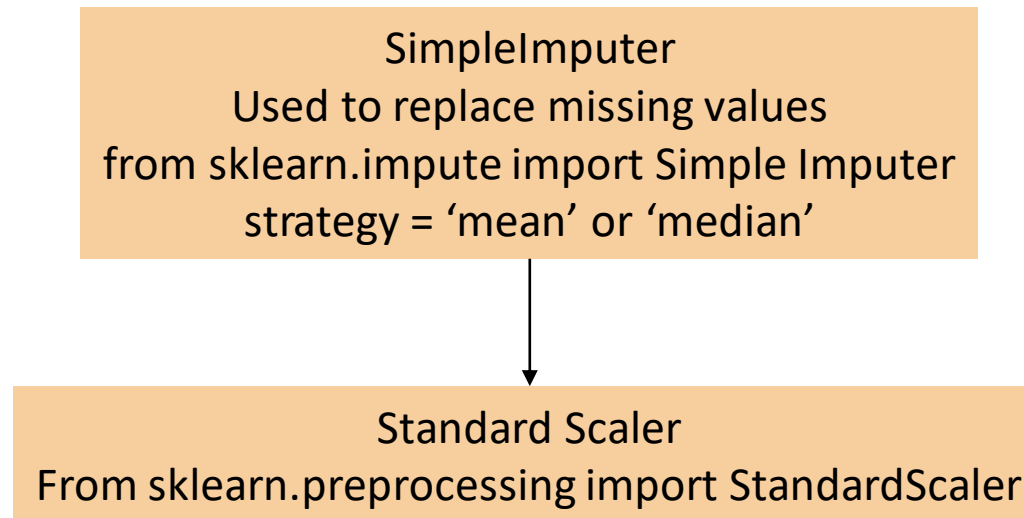 SimpleImputer
Used to replace missing values
from sklearn.impute import Simple Imputer
strategy = ‘mean’ or ‘median’
Standard Scaler
From sklearn.preprocessing import StandardScaler